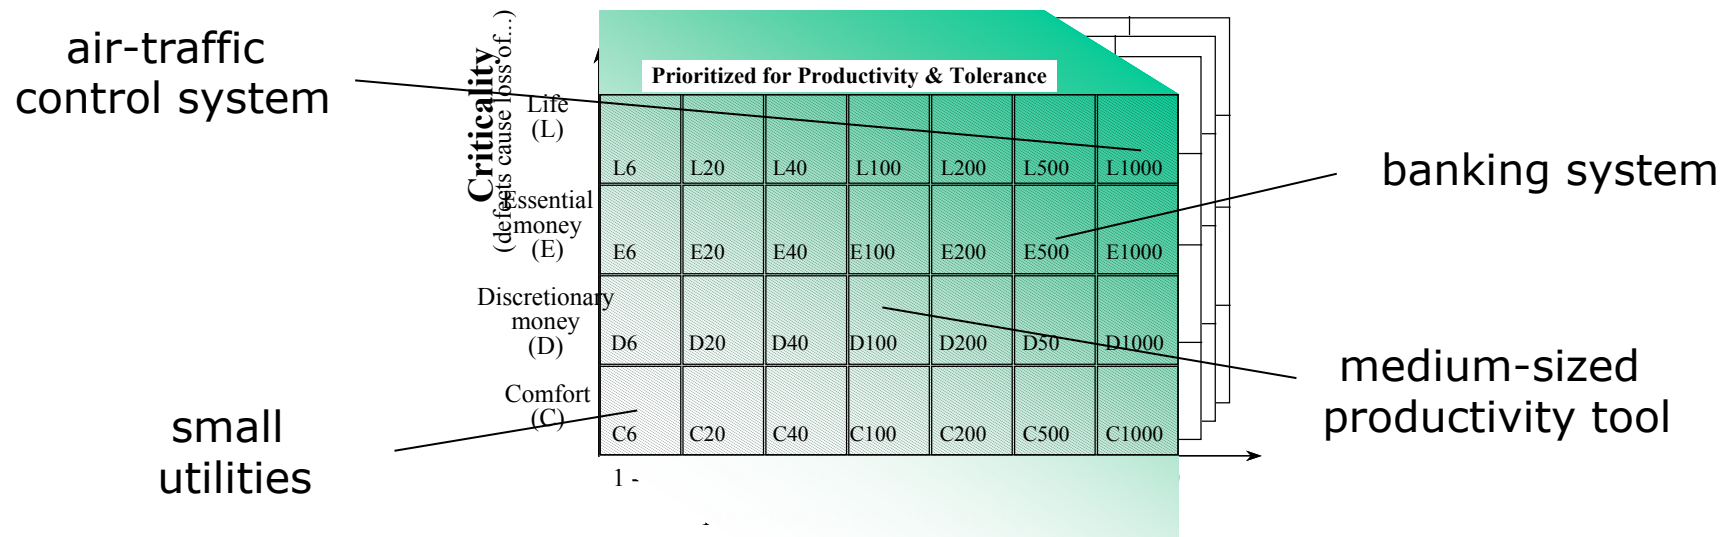 air-traffic
control system
Criticality
(defects cause loss of...)
Prioritized for Productivity & Tolerance
Life
(L)
L6 L20 L40 L100 L200 L500 L1000
banking system
Essential
money
(E)
E6 E20 E40 E100 E200 E500 E1000
Discretionary
money
(D)
D6 D20 D40 D100 D200 D50 D1000
medium-sized
productivity tool
Comfort
(C)
C6 C20 C40 C100 C200 C500 C1000
small
utilities
1 -